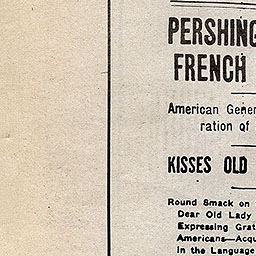 PERSHING
FRENCH
American Gener
ration of
KISSES OLD
Round Smack on
Dear Old Lady
Expressing Grat
Americans—Acqu
in the Language